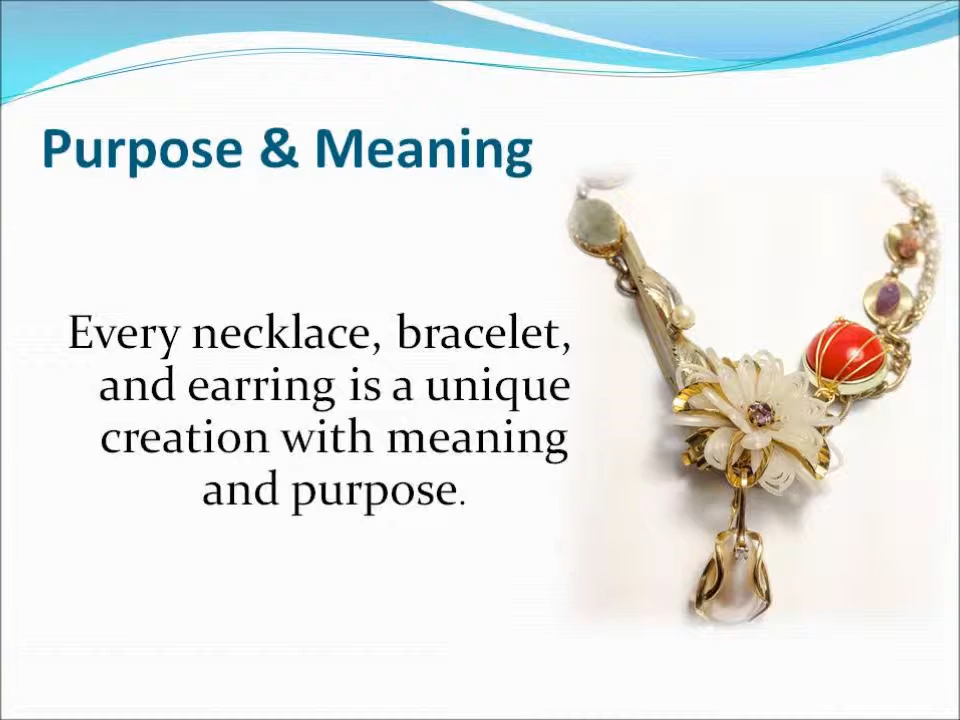 Purpose & Meaning
Every necklace, bracelet,
and earring is a unique
creation with meaning
and purpose.